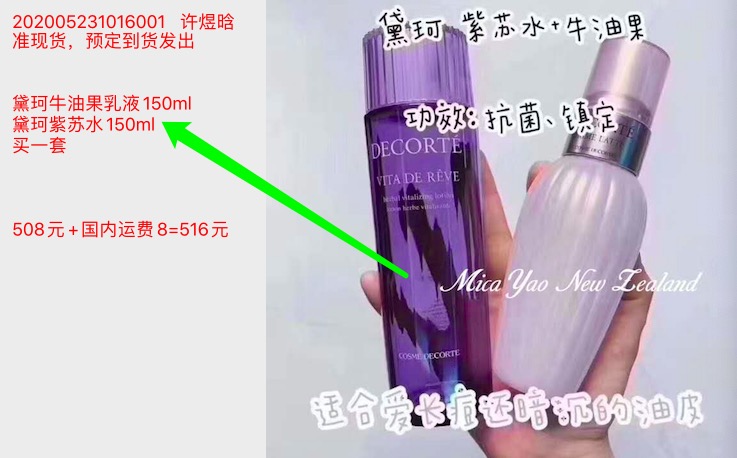 202005231016001 许煜晗
准现货，预定到货发出
黛珂牛油果乳液150ml
黛珂紫苏水150ml
买一套
508元+国内运费8=516元
黛珂 紫苏水+牛油果
功效:抗菌、镇定
DECORTÉ
VITA DE RÊVE
COSME DECORTE
Mica Yao New Zealand
适合爱长痘还暗沉的油皮